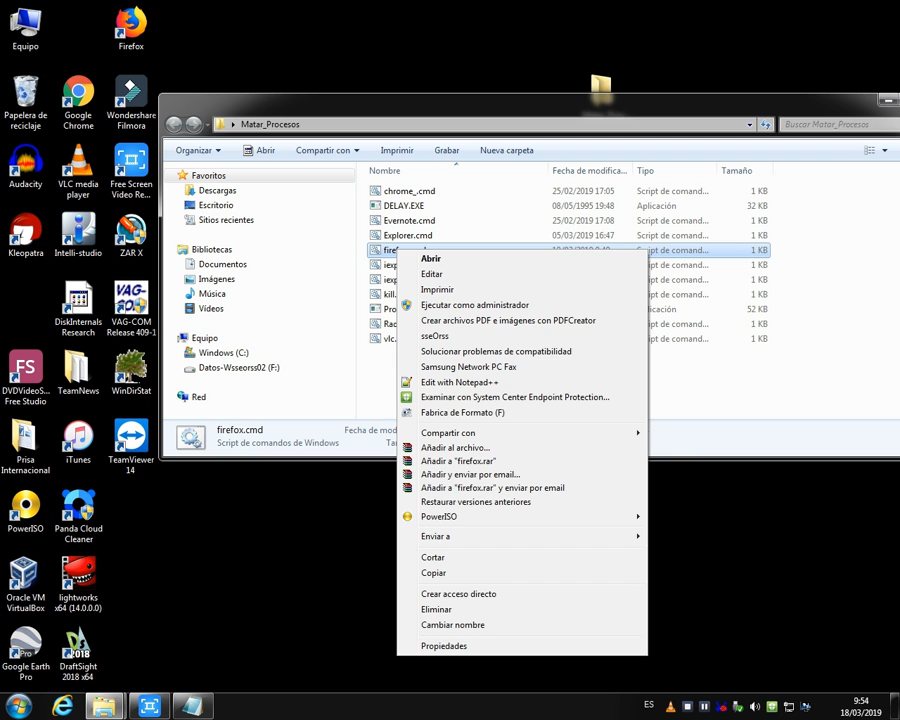 Equipo
Firefox
Papelera de
reciclaje
Google
Chrome
Wondershare
Filmora
Audacity
VLC media
player
Free Screen
Video Re...
Kleopatra
Intelli-studio
ZAR X
DiskInternals
Research
VAG-COM
Release 409-1
DVDVideoS...
Free Studio
TeamNews
WinDirStat
Prisa
Internacional
iTunes
TeamViewer
14
PowerISO
Panda Cloud
Cleaner
Oracle VM
VirtualBox
lightworks
x64 (14.0.0.0)
Google Earth
Pro
DraftSight
2018 x64
Matar_Procesos
Buscar Matar_Procesos
Organizar
Abrir
Compartir con
Imprimir
Grabar
Nueva carpeta
Favoritos
Descargas
Escritorio
Sitios recientes
Bibliotecas
Documentos
Imágenes
Música
Vídeos
Equipo
Windows (C:)
Datos-Wsseorss02 (F:)
Red
Nombre Fecha de modifica... Tipo Tamaño
chrome_.cmd 25/02/2019 17:05 Script de comand... 1 KB
DELAY.EXE 08/05/1995 19:48 Aplicación 32 KB
Evernote.cmd 25/02/2019 17:08 Script de comand... 1 KB
Explorer.cmd 05/03/2019 16:47 Script de comand... 1 KB
ipt de comand... 1 KB
ipt de comand... 1 KB
ipt de comand... 1 KB
kill. ipt de comand... 1 KB
Pro licación 52 KB
Rad ipt de comand... 1 KB
vlc. ipt de comand... 1 KB
firefox.cmd Fecha de mod
Script de comandos de Windows
Abrir
Editar
Imprimir
Ejecutar como administrador
Crear archivos PDF e imágenes con PDFCreator
sseOrss
Solucionar problemas de compatibilidad
Samsung Network PC Fax
Edit with Notepad++
Examinar con System Center Endpoint Protection...
Fabrica de Formato (F)
Compartir con
Añadir al archivo...
Añadir a "firefox.rar"
Añadir y enviar por email...
Añadir a "firefox.rar" y enviar por email
Restaurar versiones anteriores
PowerISO
Enviar a
Cortar
Copiar
Crear acceso directo
Eliminar
Cambiar nombre
Propiedades
ES
9:54
18/03/2019